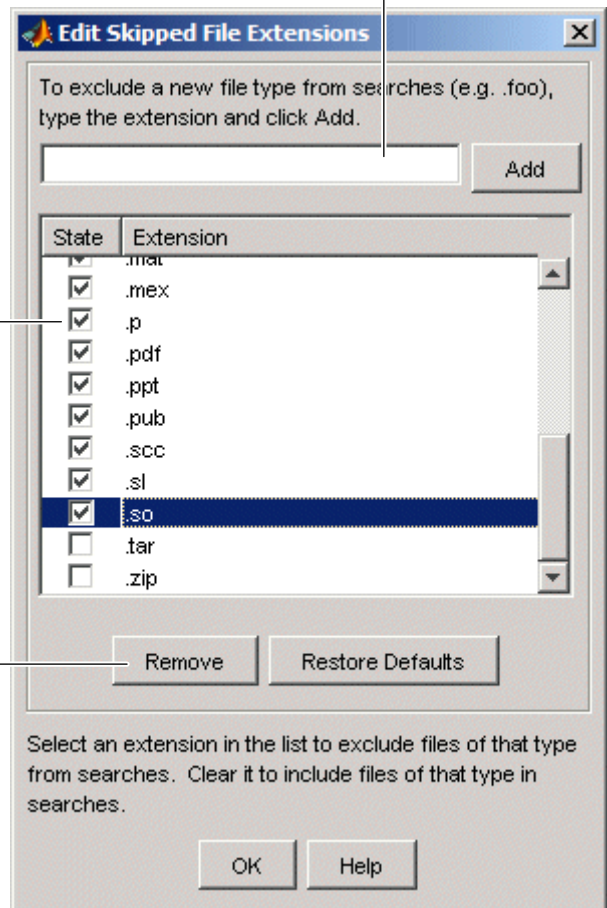 Edit Skipped File Extensions
To exclude a new file type from searches (e.g. .foo),
type the extension and click Add.
Add
State Extension
.mat
.mex
.p
.pdf
.ppt
.pub
.scc
.sl
.so
.tar
.zip
Remove Restore Defaults
Select an extension in the list to exclude files of that type
from searches. Clear it to include files of that type in
searches.
OK Help